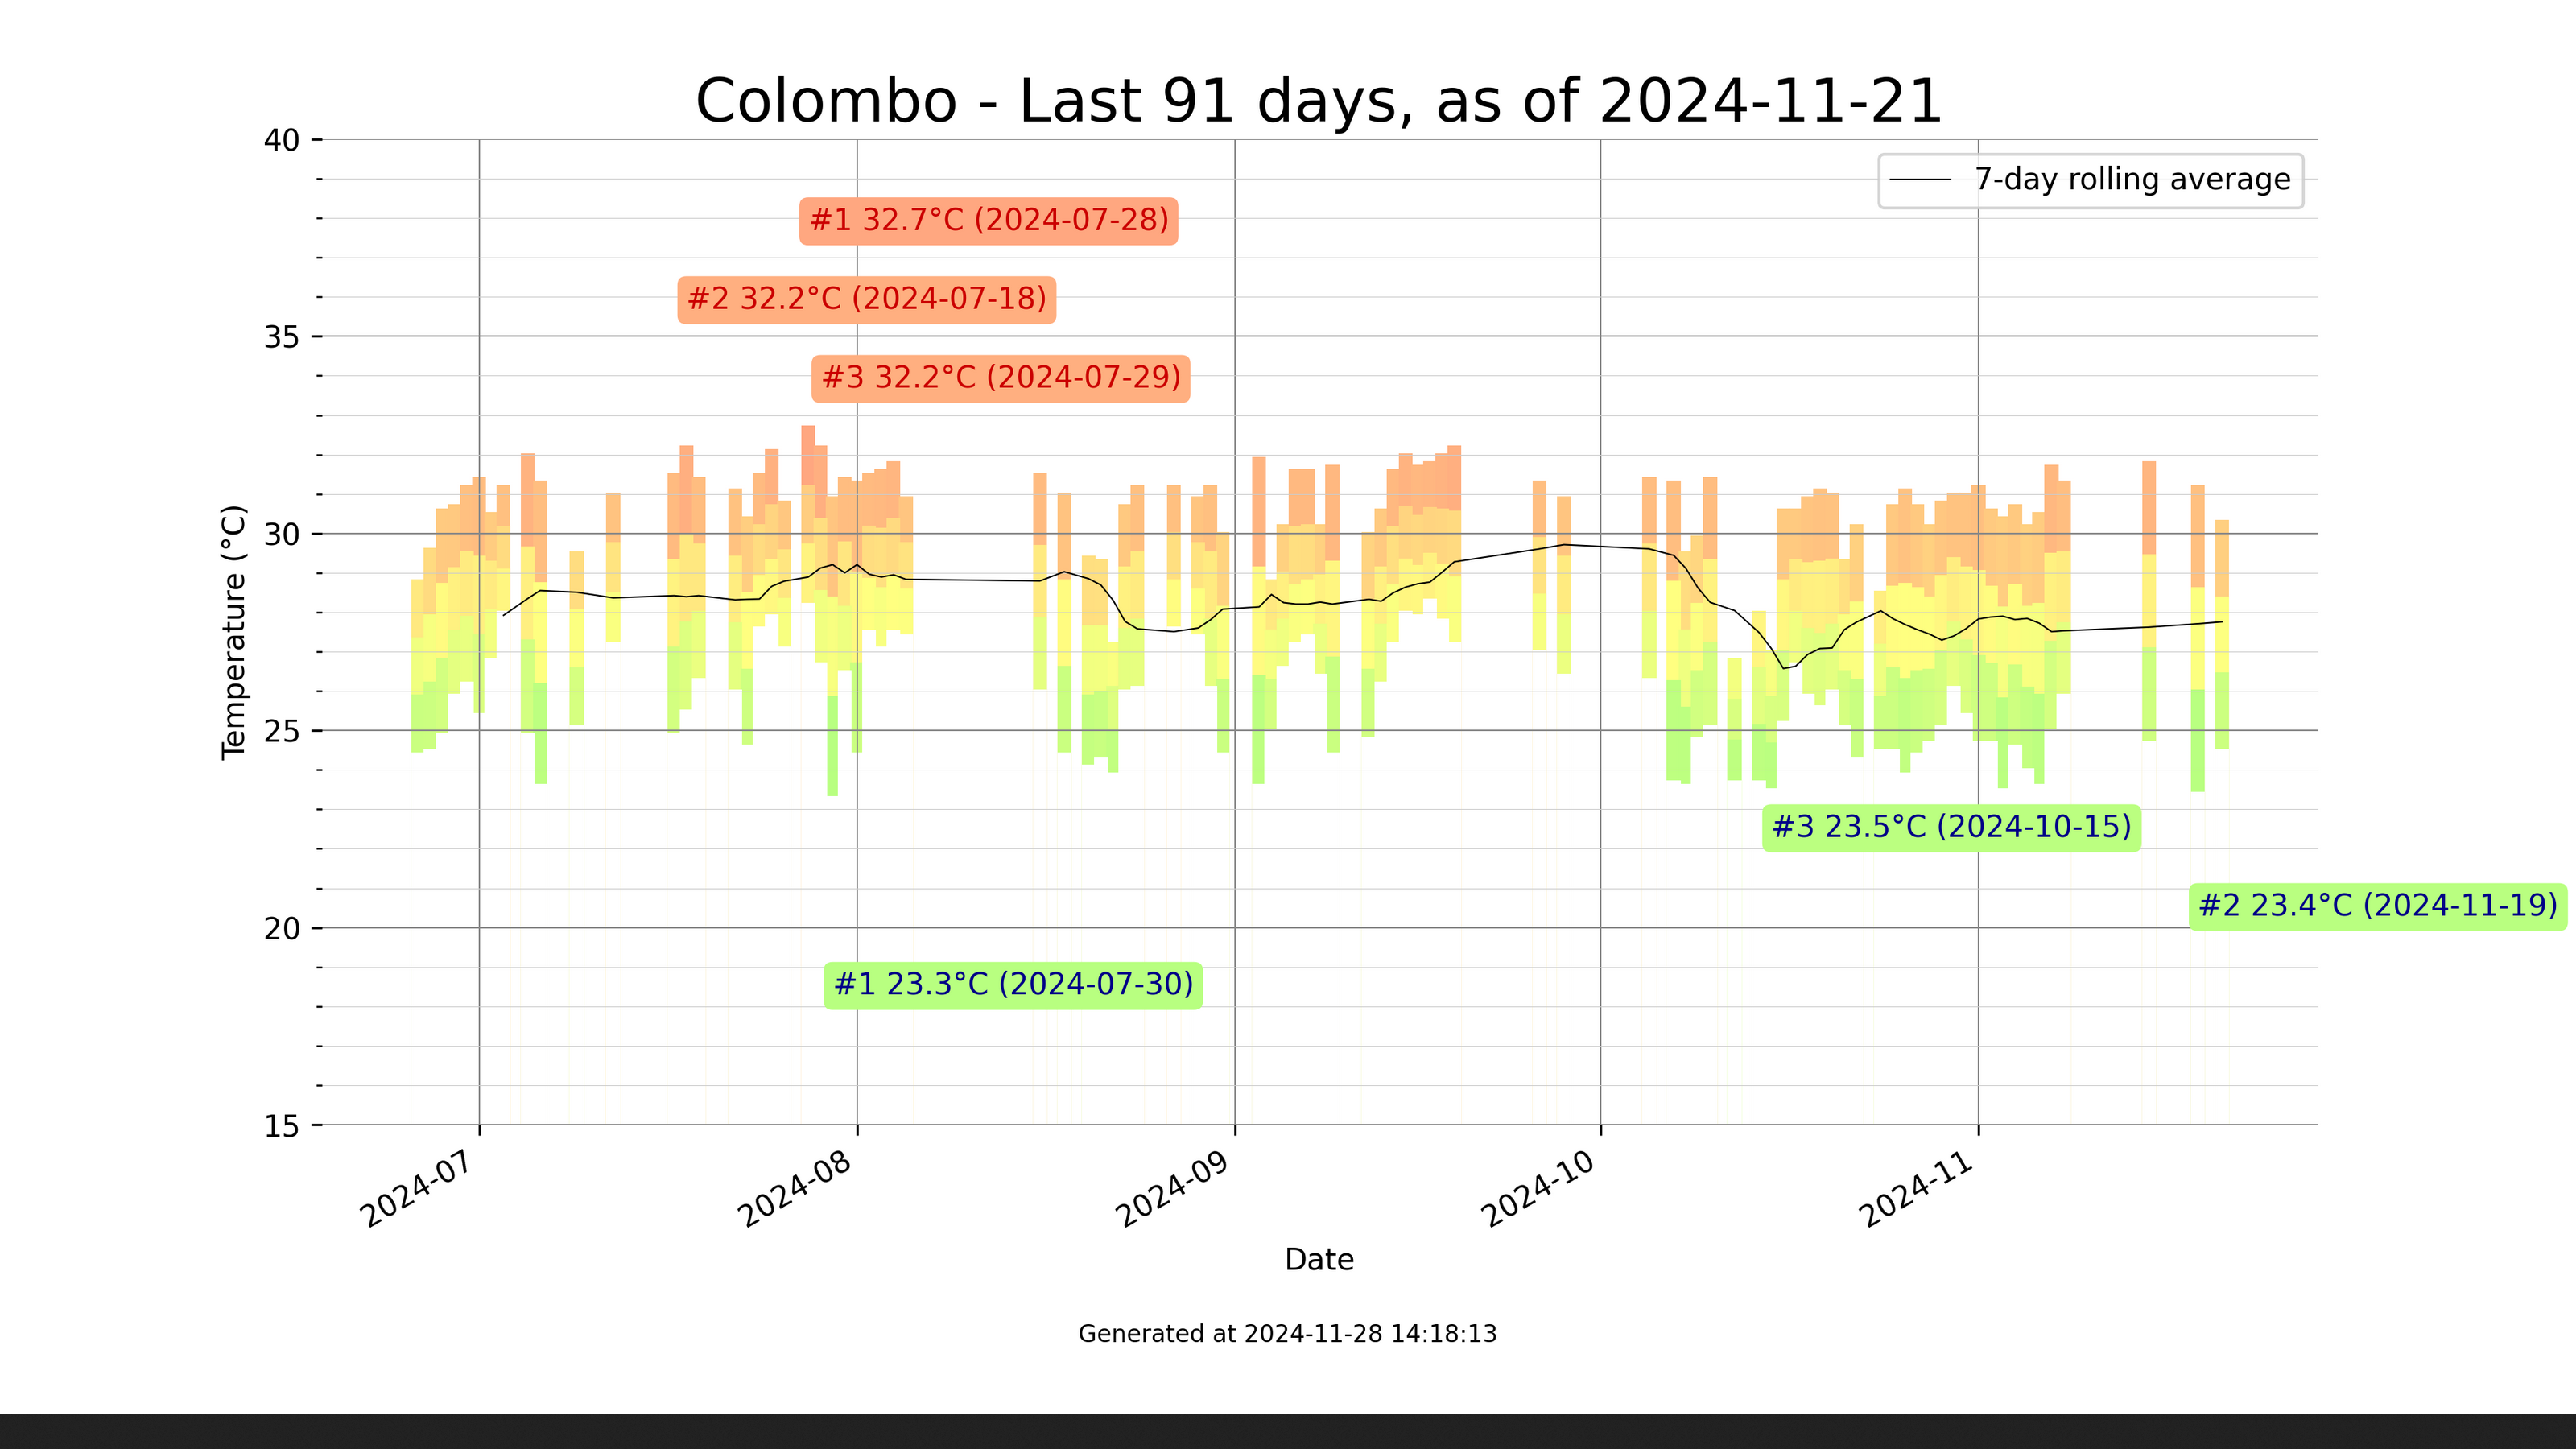 Colombo - Last 91 days, as of 2024-11-21
40
7-day rolling average
#1 32.7°C (2024-07-28)
#2 32.2°C (2024-07-18)
35
#3 32.2°C (2024-07-29)
30
Temperature (°C)
25
#3 23.5°C (2024-10-15)
#2 23.4°C (2024-11-19)
20
#1 23.3°C (2024-07-30)
15
2024-07
2024-08
2024-09
2024-10
2024-11
Date
Generated at 2024-11-28 14:18:13